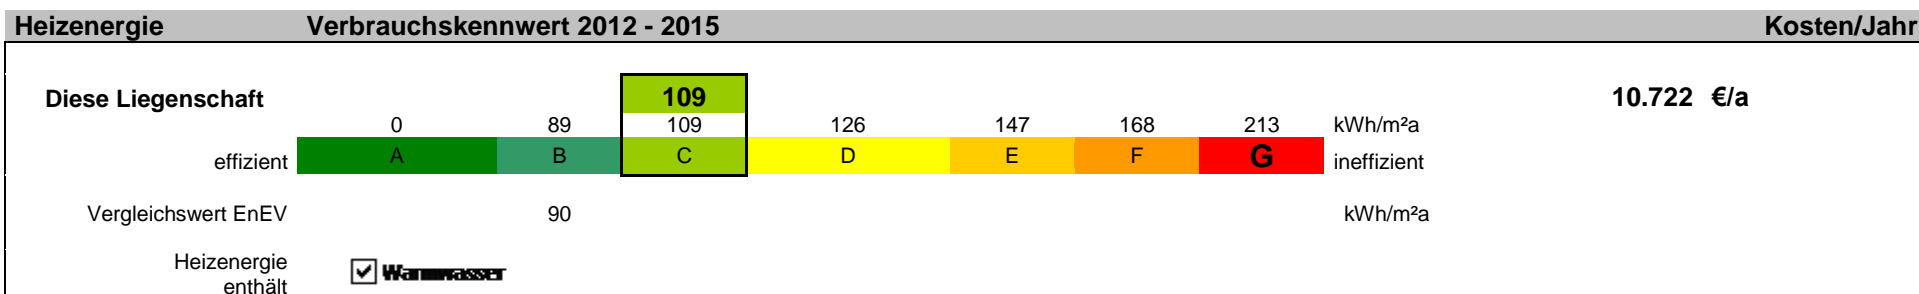 Heizenergie Verbrauchskennwert 2012 - 2015 Kosten/Jahr
Diese Liegenschaft 109 10.722 €/a
0 89 109 126 147 168 213 kWh/m²a
effizient A B C D E F G ineffizient
Vergleichswert EnEV 90 kWh/m²a
Heizenergie
enthält
Warmwasser